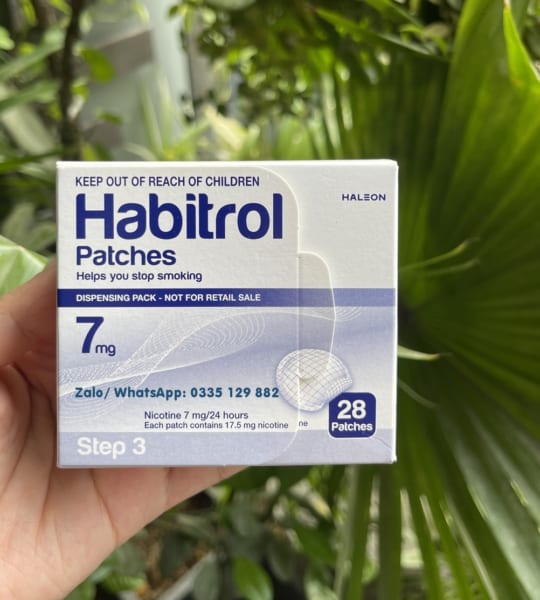 KEEP OUT OF REACH OF CHILDREN
HALEON
Habitrol
Patches
Helps you stop smoking
DISPENSING PACK - NOT FOR RETAIL SALE
7mg
Zalo/ WhatsApp: 0335 129 882
Nicotine 7 mg/24 hours
Each patch contains 17.5 mg nicotine
ne
28
Patches
Step 3